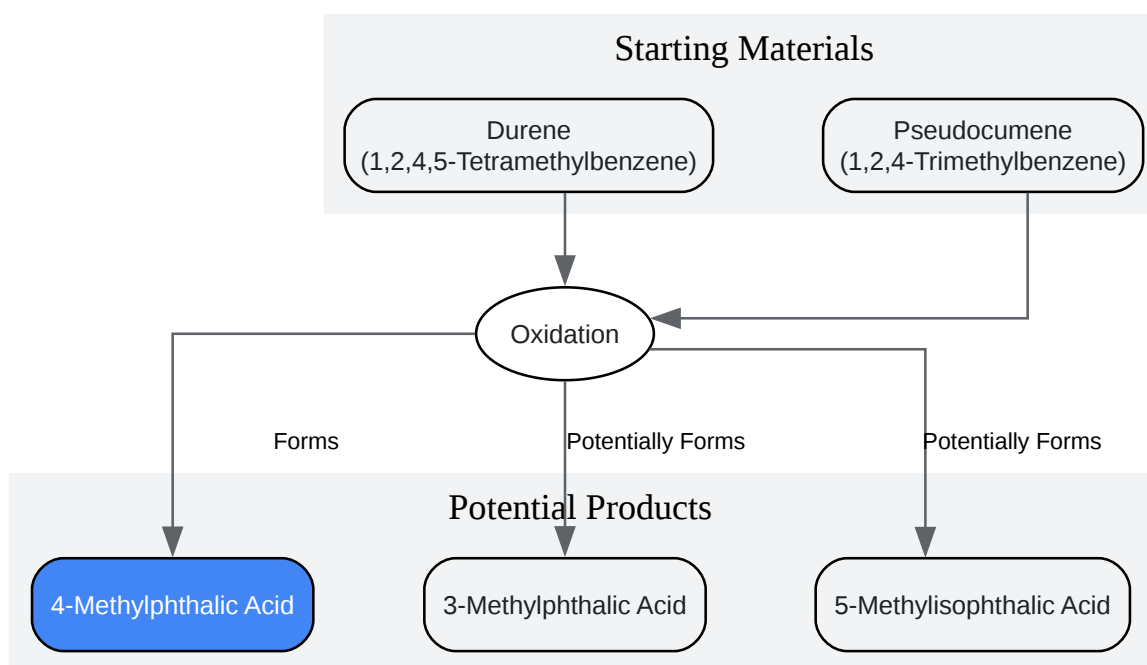 Starting Materials
Durene
(1,2,4,5-Tetramethylbenzene)
Pseudocumene
(1,2,4-Trimethylbenzene)
Oxidation
Forms
Potentially Forms
Potentially Forms
Potential Products
4-Methylphthalic Acid
3-Methylphthalic Acid
5-Methylisophthalic Acid